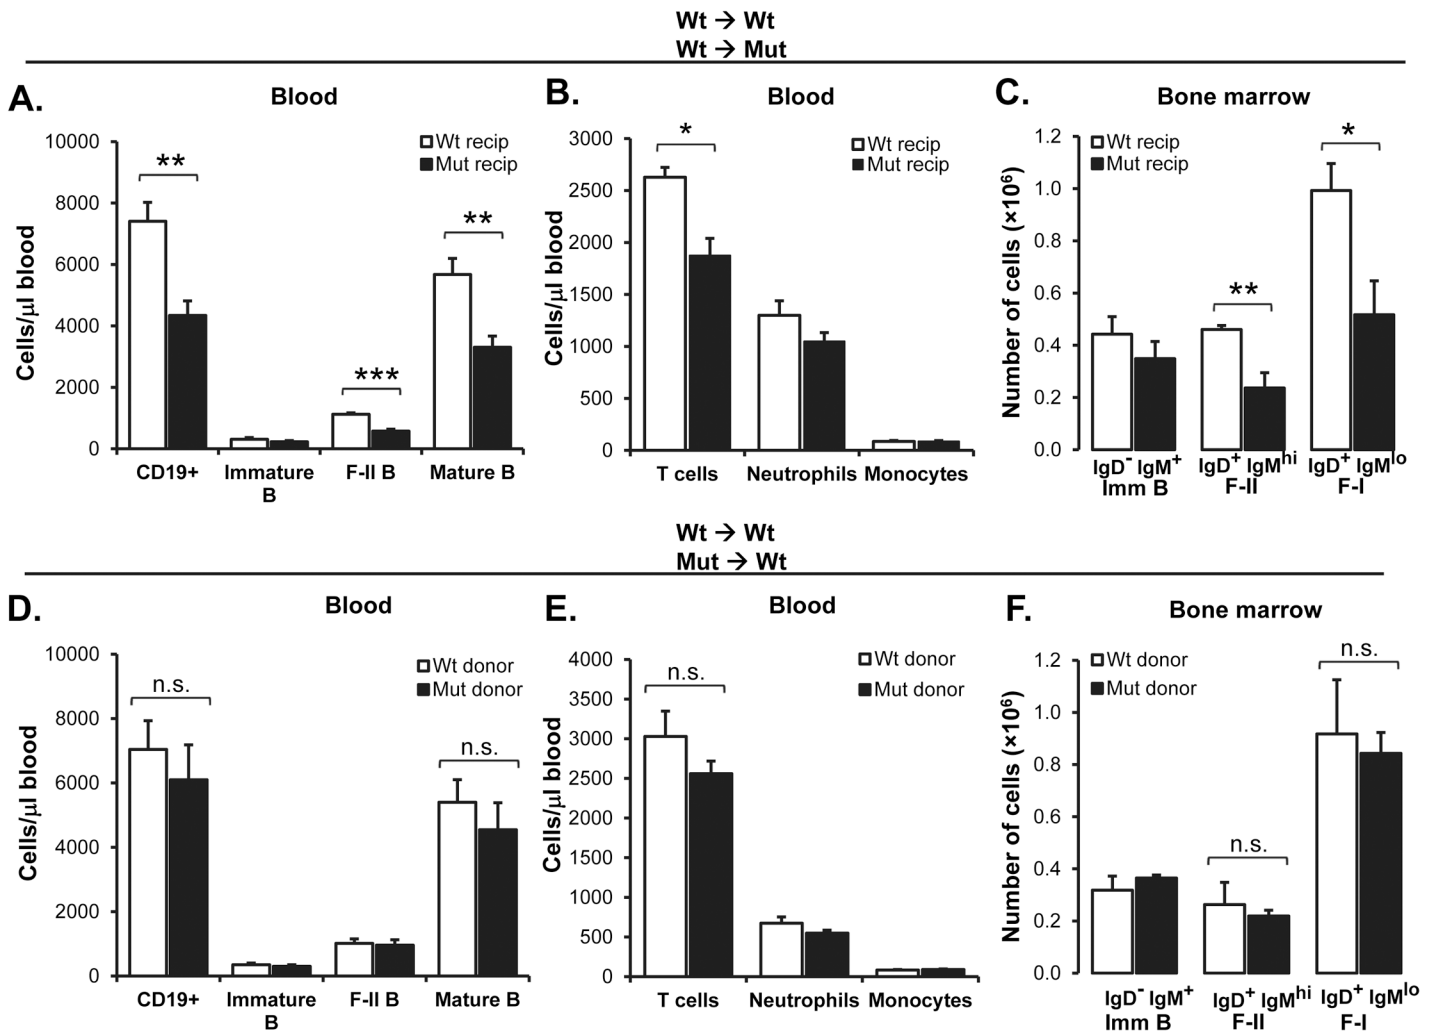 Wt → Wt
Wt → Mut
A.
Blood
Cells/µl blood
10000
8000
6000
4000
2000
0
Wt recip
Mut recip
**
***
**
CD19+
Immature
B
F-II B
Mature B
B.
Blood
Cells/µl blood
3000
2500
2000
1500
1000
500
0
Wt recip
Mut recip
*
T cells
Neutrophils
Monocytes
C.
Bone marrow
Number of cells (×10⁶)
1.2
1.0
0.8
0.6
0.4
0.2
0.0
Wt recip
Mut recip
**
*
IgD⁻ IgM⁺
Imm B
IgD⁺ IgMʰⁱ
F-II
IgD⁺ IgMˡᵒ
F-I
Wt → Wt
Mut → Wt
D.
Blood
Cells/µl blood
10000
8000
6000
4000
2000
0
Wt donor
Mut donor
n.s.
n.s.
CD19+
Immature
B
F-II B
Mature B
E.
Blood
Cells/µl blood
4000
3500
3000
2500
2000
1500
1000
500
0
Wt donor
Mut donor
n.s.
T cells
Neutrophils
Monocytes
F.
Bone marrow
Number of cells (×10⁶)
1.2
1.0
0.8
0.6
0.4
0.2
0.0
Wt donor
Mut donor
n.s.
n.s.
IgD⁻ IgM⁺
Imm B
IgD⁺ IgMʰⁱ
F-II
IgD⁺ IgMˡᵒ
F-I